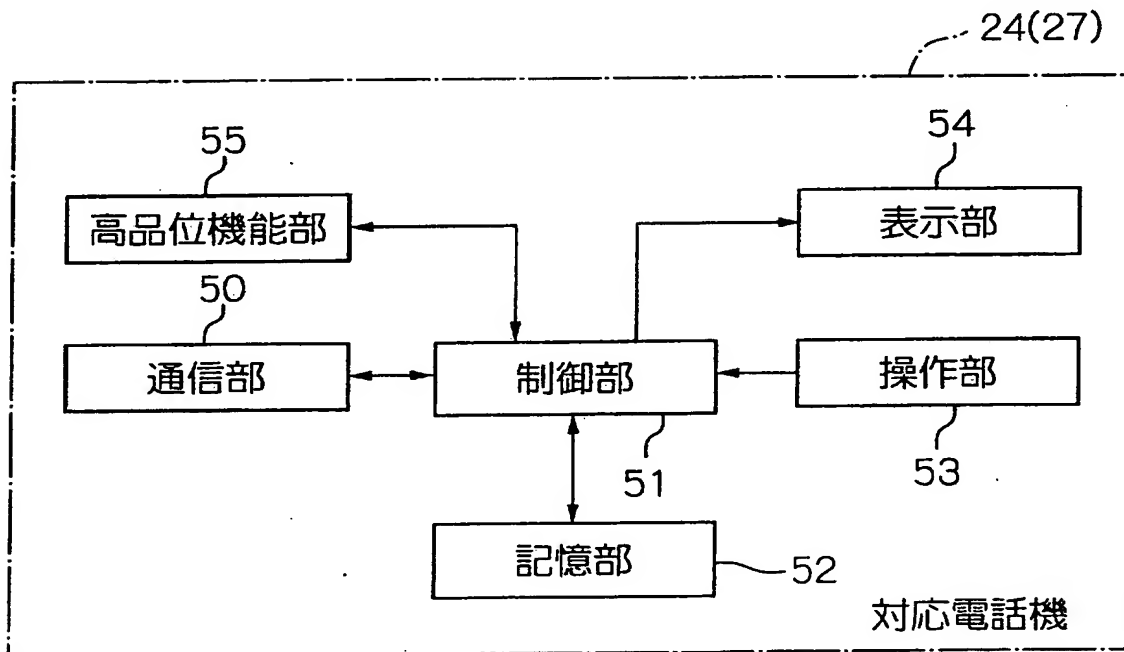 24(27)
55
54
高品位機能部
表示部
50
通信部
制御部
操作部
51
53
記憶部
52
対応電話機